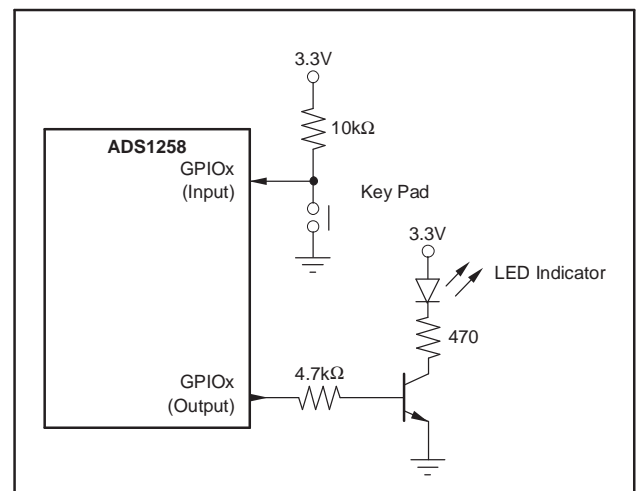 3.3V
10kΩ
ADS1258
GPIOx
(Input)
Key Pad
3.3V
LED Indicator
470
GPIOx
(Output)
4.7kΩ